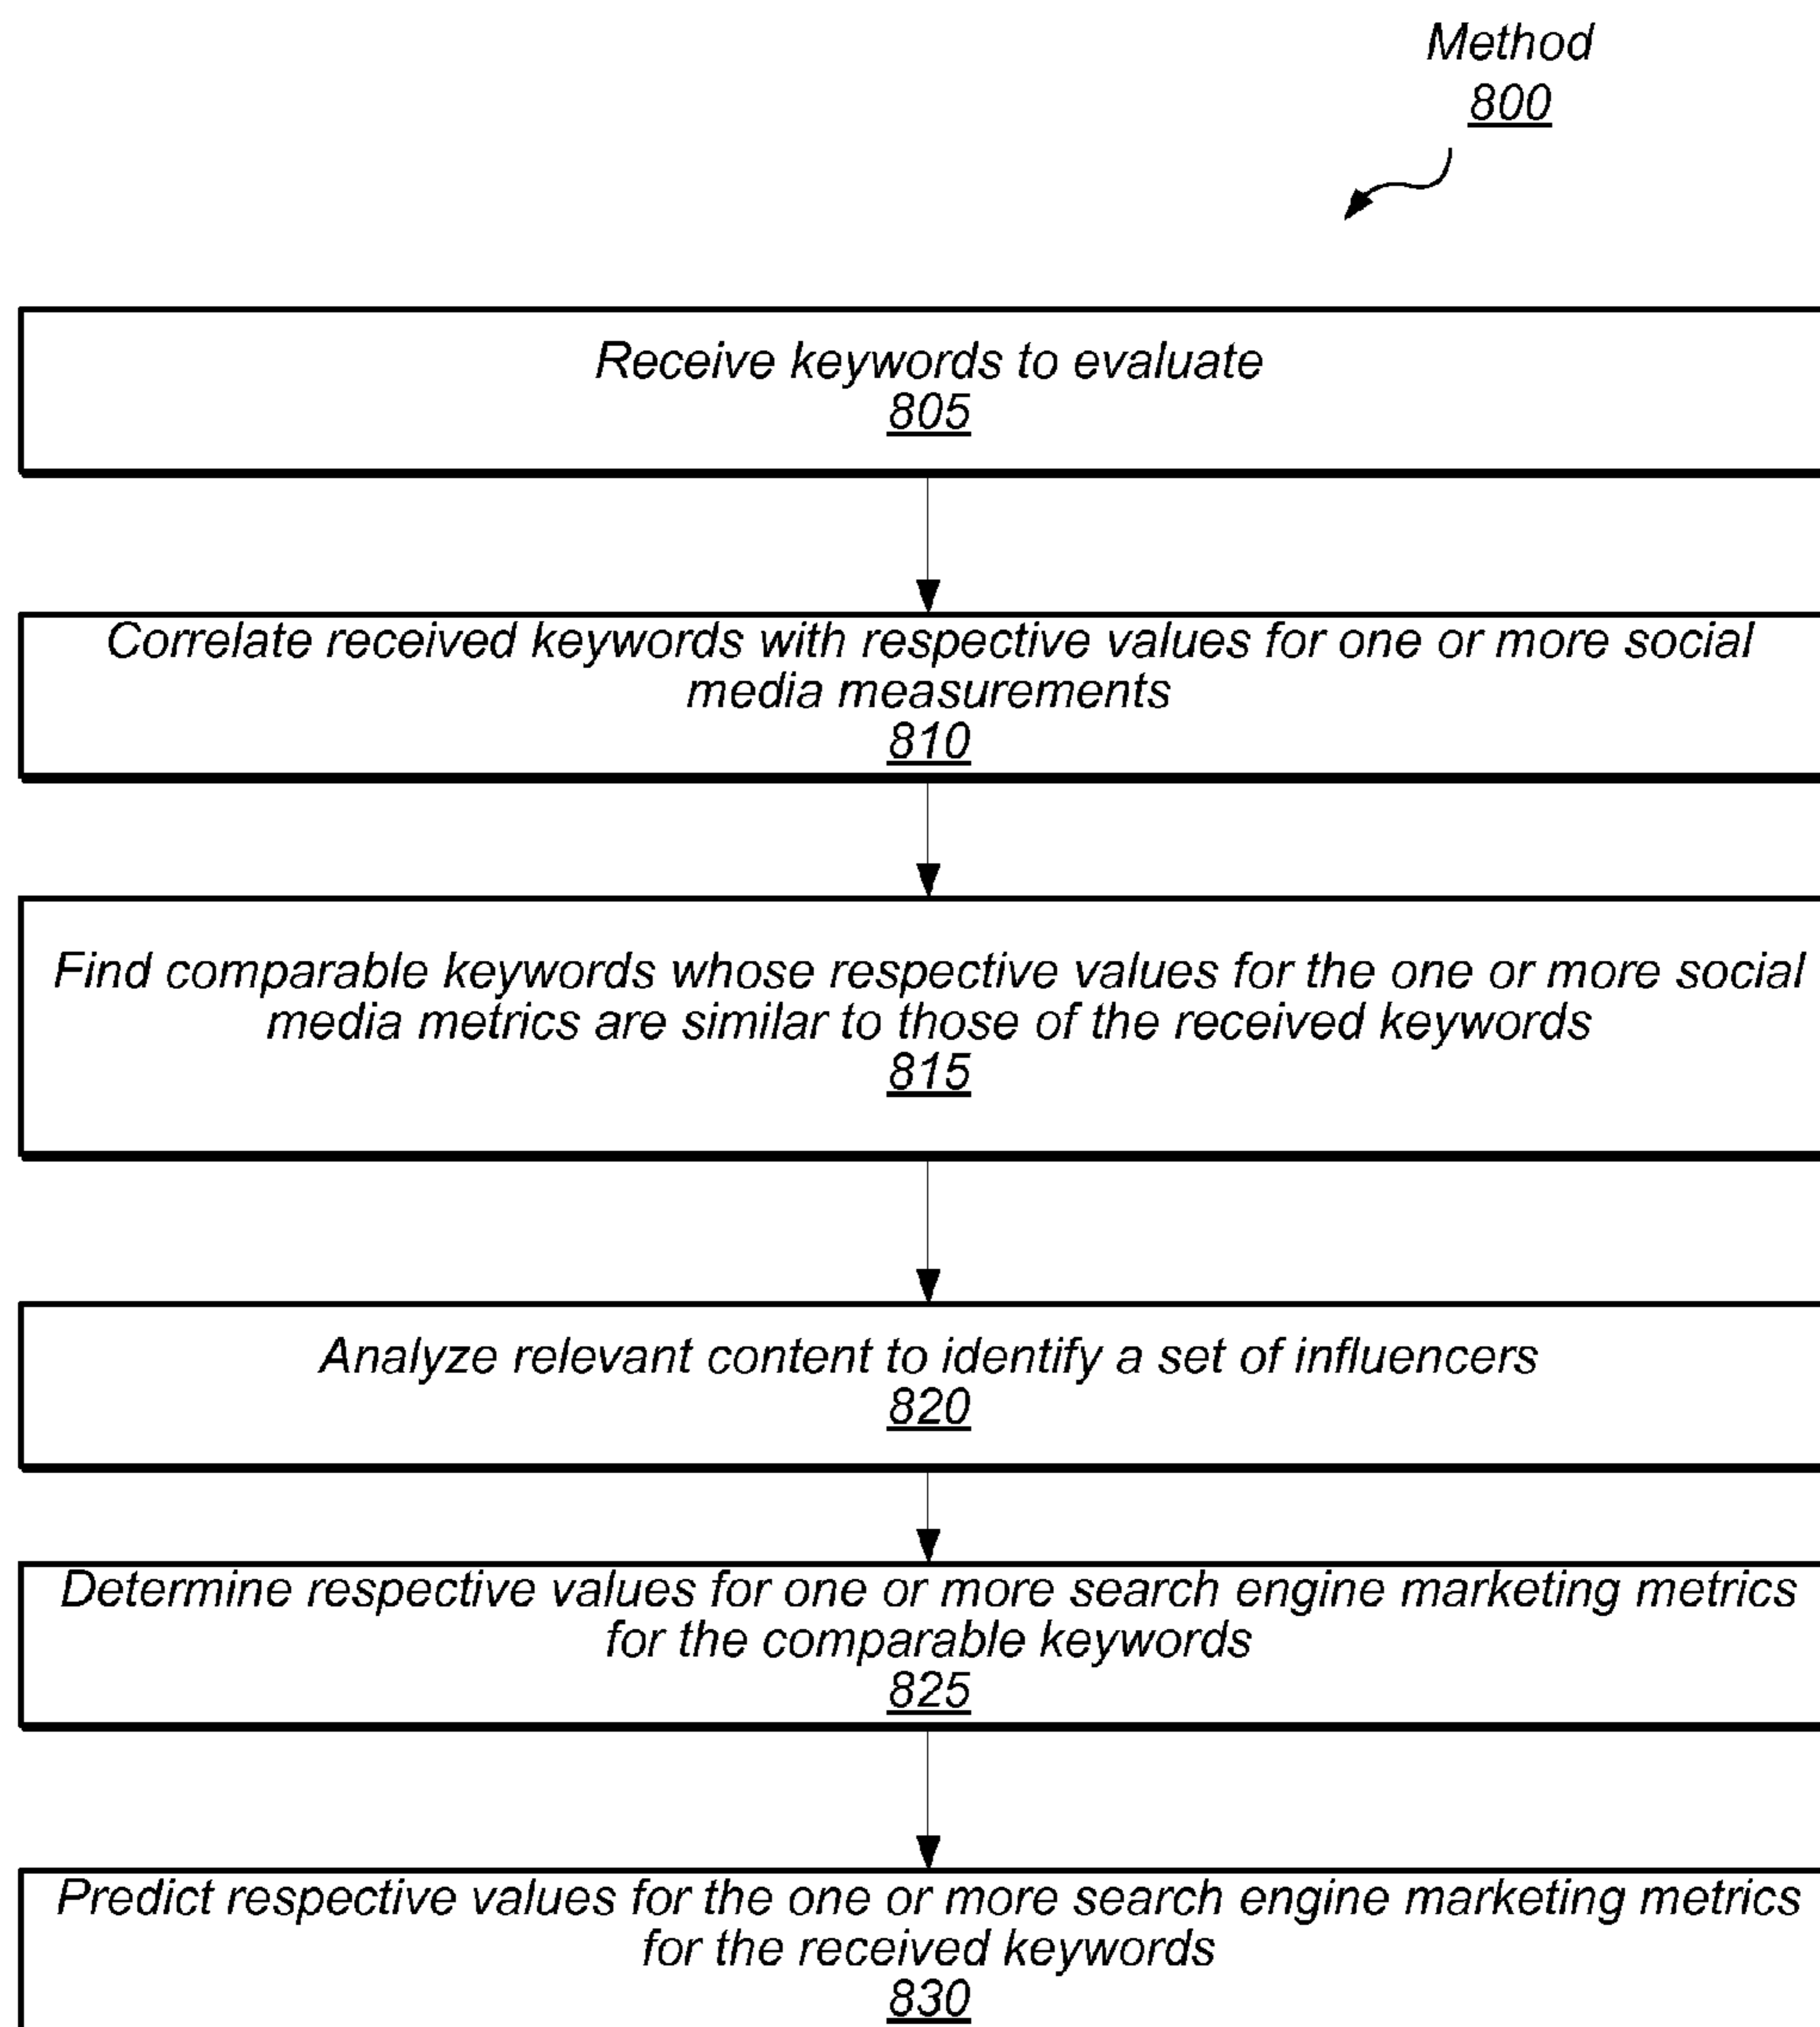 Method
800
Receive keywords to evaluate
805
Correlate received keywords with respective values for one or more social
media measurements
810
Find comparable keywords whose respective values for the one or more social
media metrics are similar to those of the received keywords
815
Analyze relevant content to identify a set of influencers
820
Determine respective values for one or more search engine marketing metrics
for the comparable keywords
825
Predict respective values for the one or more search engine marketing metrics
for the received keywords
830